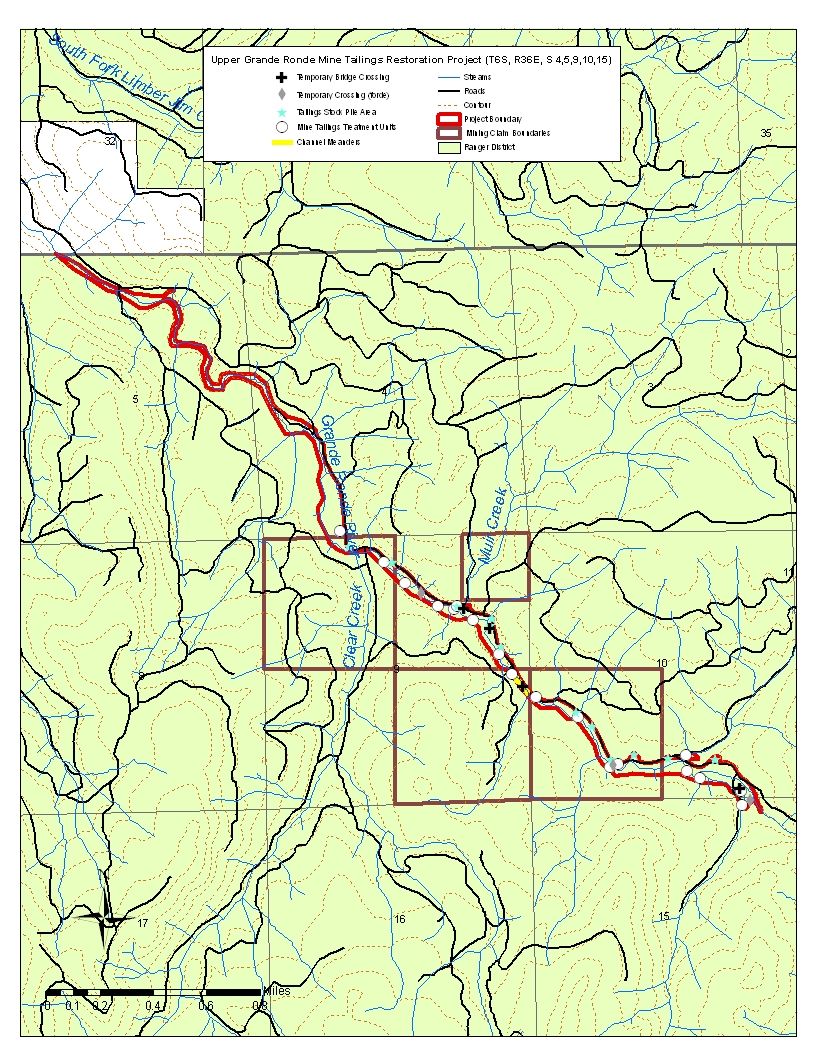 South Fork Limber Jim C
Upper Grande Ronde Mine Tailings Restoration Project (T6S, R36E, S 4,5,9,10,15)
Temporary Bridge Crossing
Temporary Crossing (forde)
Tailings Stock Pile Area
Mine Tailings Treatment Units
Channel Meanders
Streams
Roads
Contour
Project Boundary
Mining Claim Boundaries
Ranger District
32
35
2
3
4
5
Grande Ronde River
Muir Creek
11
Clear Creek
8
9
10
17
16
15
Miles
0 0.1 0.2 0.4 0.6 0.8